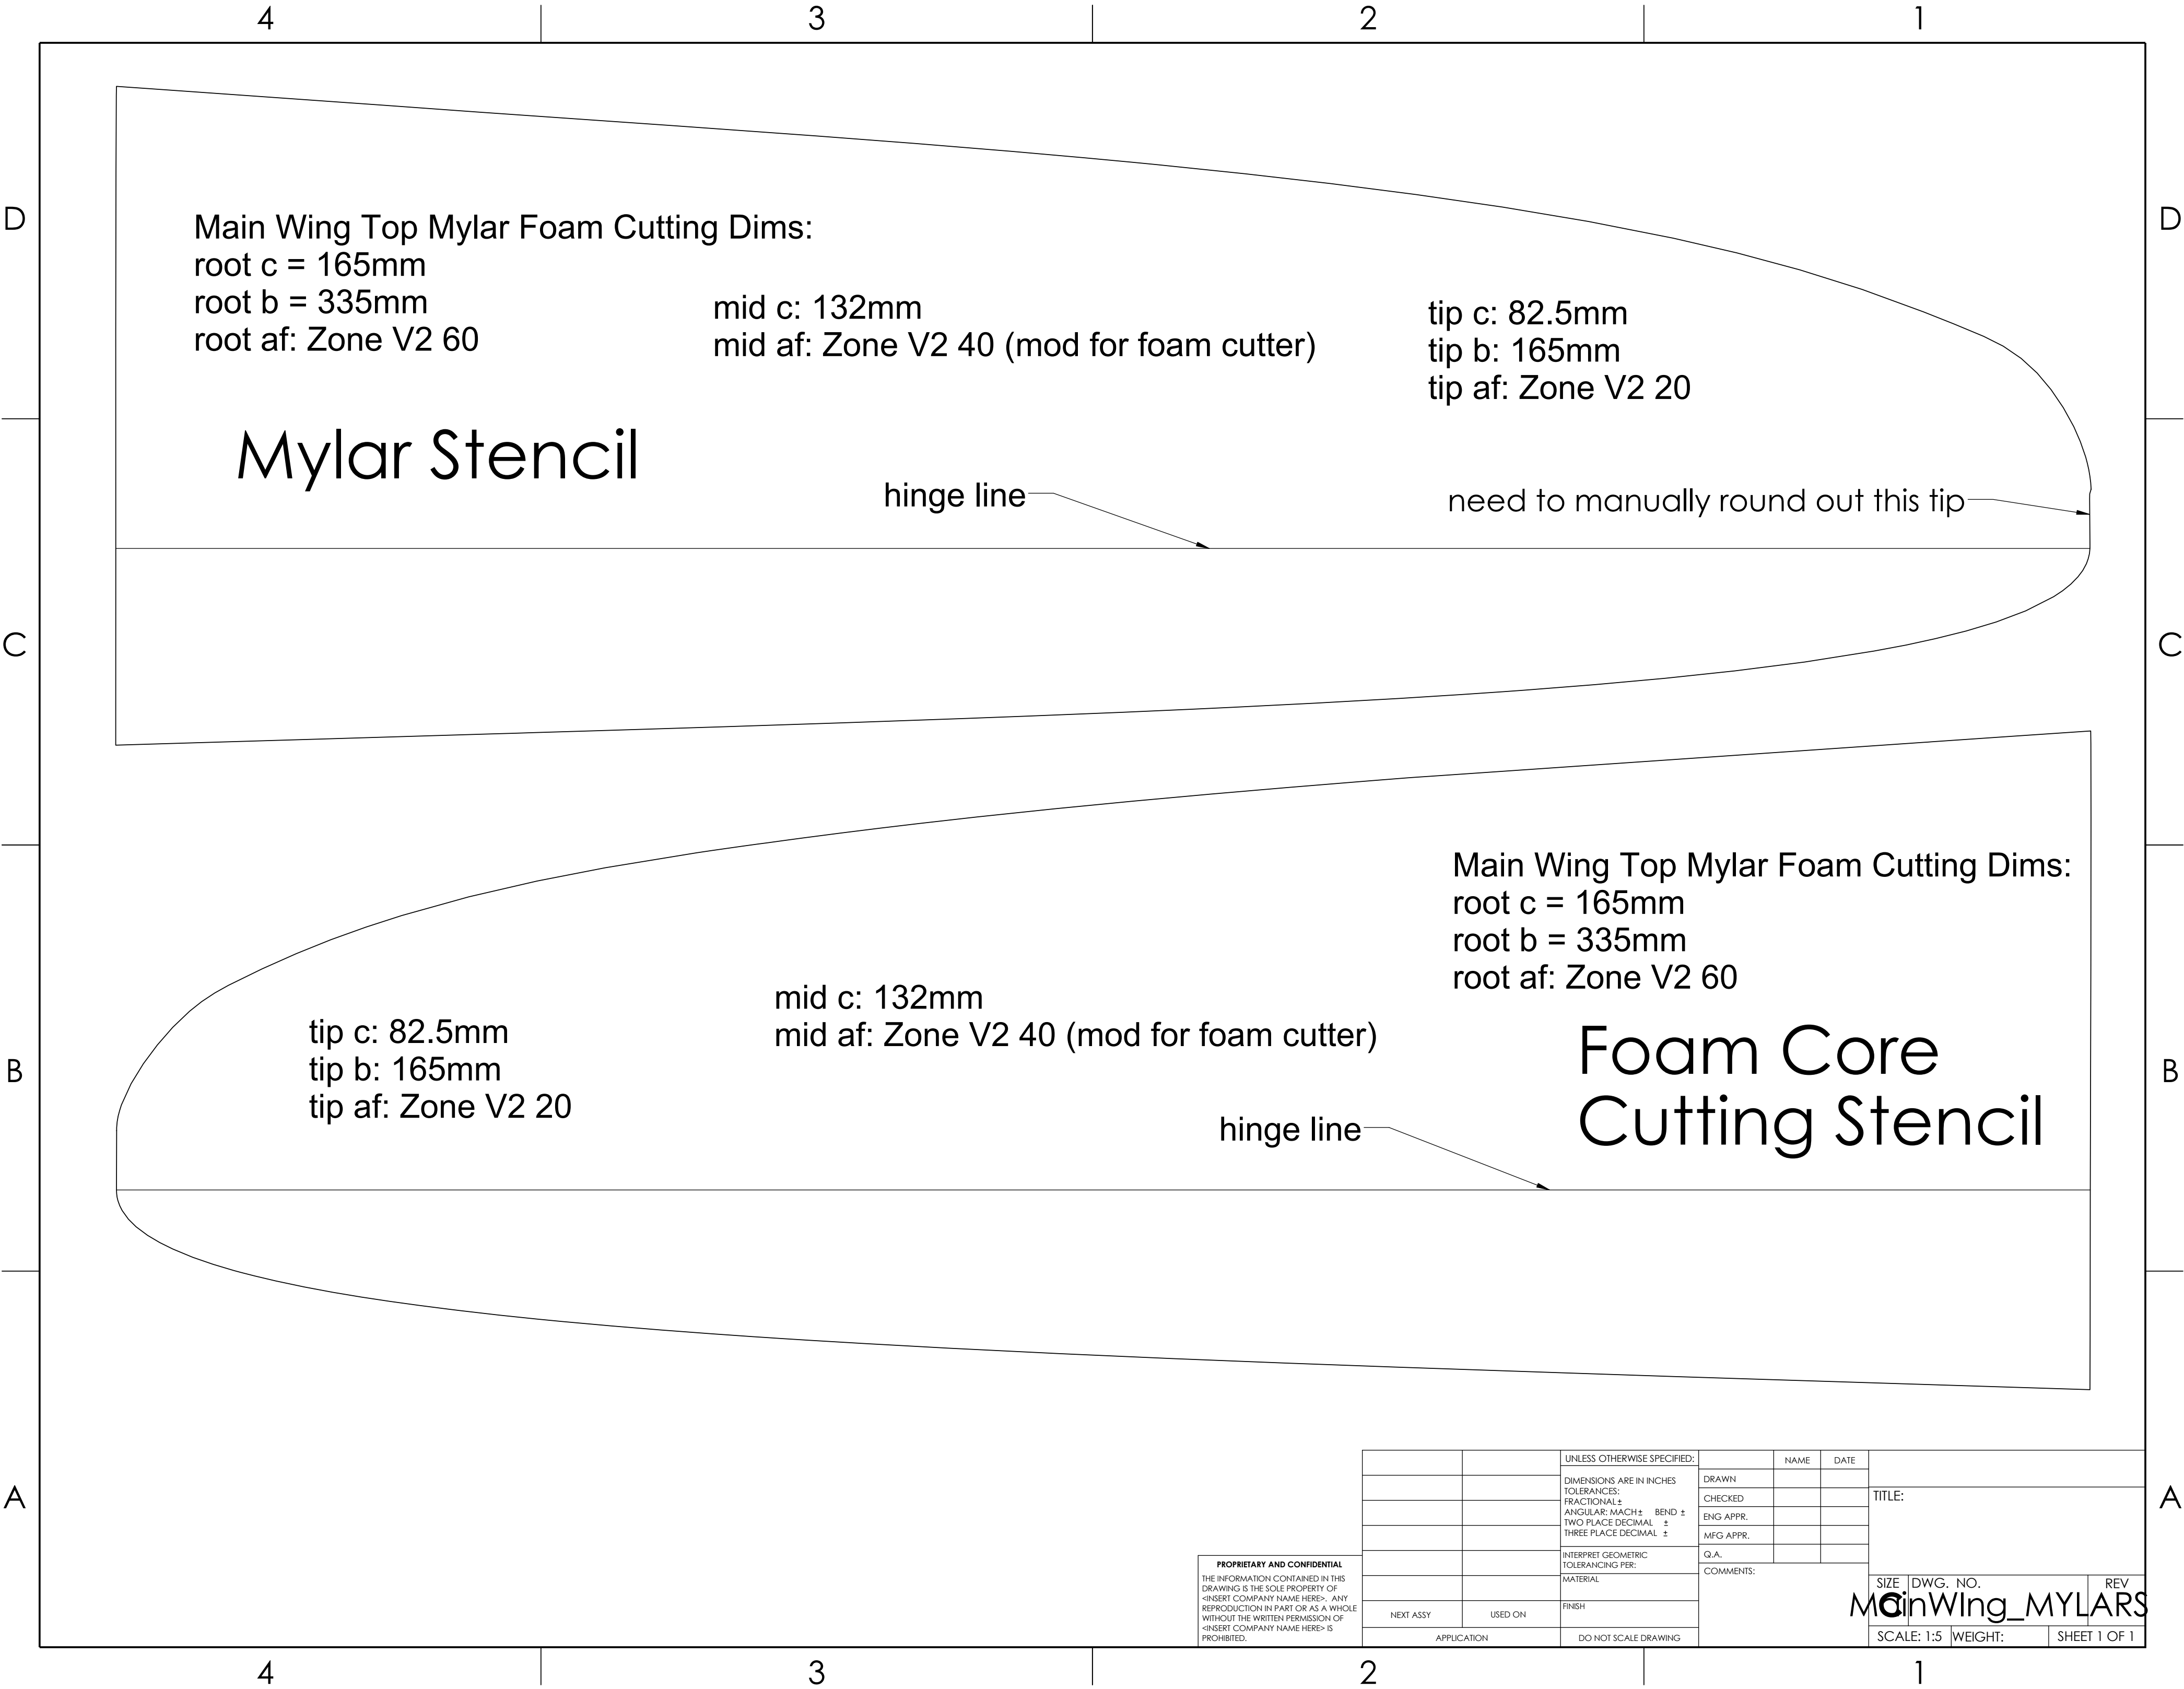 4 3 2 1
D D
Main Wing Top Mylar Foam Cutting Dims:
root c = 165mm
root b = 335mm
root af: Zone V2 60
mid c: 132mm
mid af: Zone V2 40 (mod for foam cutter)
tip c: 82.5mm
tip b: 165mm
tip af: Zone V2 20
Mylar Stencil
hinge line
need to manually round out this tip
C C
Main Wing Top Mylar Foam Cutting Dims:
root c = 165mm
root b = 335mm
root af: Zone V2 60
mid c: 132mm
mid af: Zone V2 40 (mod for foam cutter)
tip c: 82.5mm
tip b: 165mm
tip af: Zone V2 20
Foam Core
Cutting Stencil
hinge line
B B
A A
PROPRIETARY AND CONFIDENTIAL
THE INFORMATION CONTAINED IN THIS
DRAWING IS THE SOLE PROPERTY OF
<INSERT COMPANY NAME HERE>. ANY
REPRODUCTION IN PART OR AS A WHOLE
WITHOUT THE WRITTEN PERMISSION OF
<INSERT COMPANY NAME HERE> IS
PROHIBITED.
NEXT ASSY
USED ON
APPLICATION
UNLESS OTHERWISE SPECIFIED:
DIMENSIONS ARE IN INCHES
TOLERANCES:
FRACTIONAL ±
ANGULAR: MACH ± BEND ±
TWO PLACE DECIMAL ±
THREE PLACE DECIMAL ±
INTERPRET GEOMETRIC
TOLERANCING PER:
MATERIAL
FINISH
DO NOT SCALE DRAWING
NAME DATE
DRAWN
CHECKED
ENG APPR.
MFG APPR.
Q.A.
COMMENTS:
TITLE:
SIZE DWG. NO. REV
C
MainWIng_MYLARS
SCALE: 1:5 WEIGHT: SHEET 1 OF 1
4 3 2 1